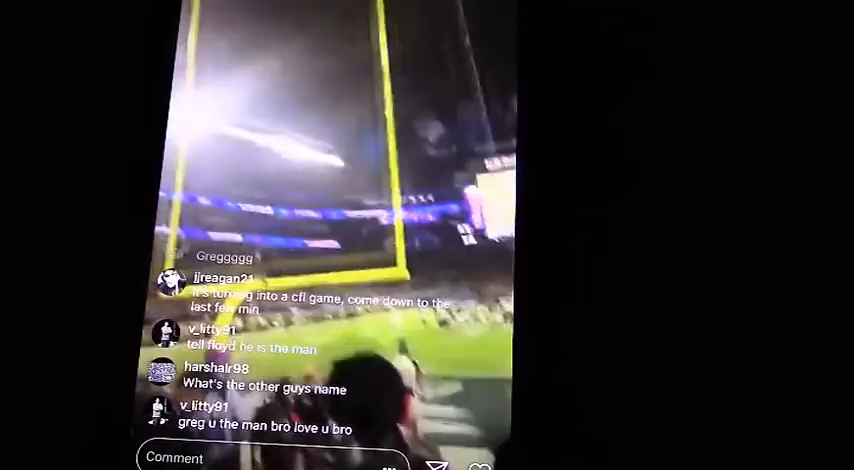 Greggggg
jjreagan21
It's turning into a cfl game, come down to the
last few min
v_litty91
tell floyd he is the man
harshalr98
What's the other guys name
v_litty91
greg u the man bro love u bro
Comment